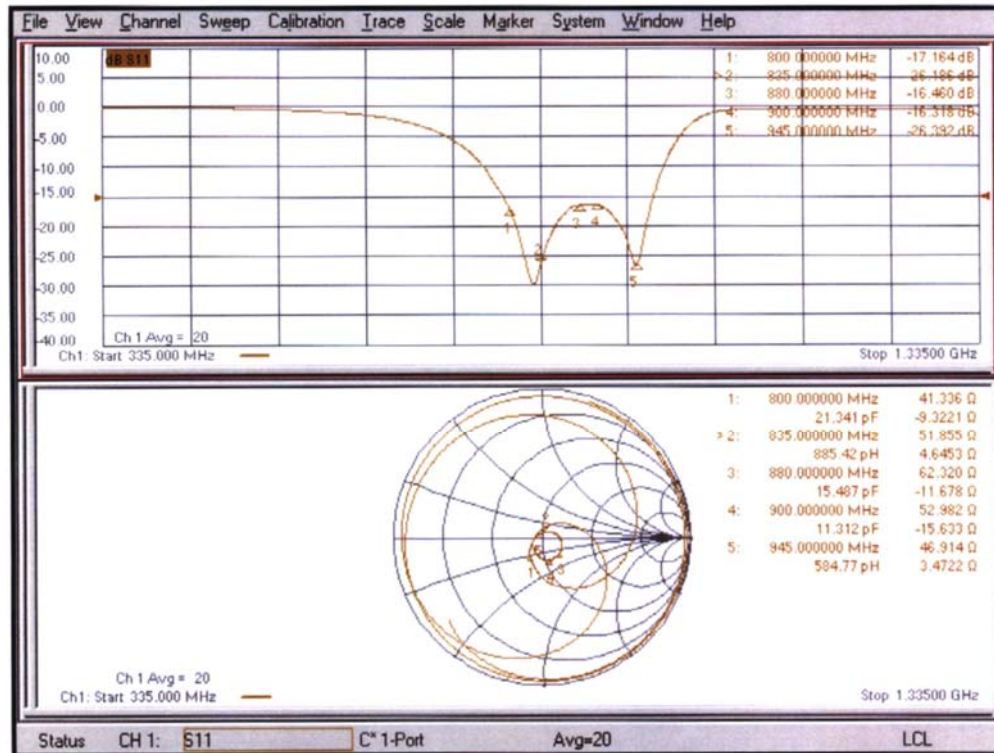 File View Channel Sweep Calibration Trace Scale Marker System Window Help
dB S11
10.00
5.00
0.00
-5.00
-10.00
-15.00
-20.00
-25.00
-30.00
-35.00
-40.00
1: 800.000000 MHz -17.164 dB
>2: 835.000000 MHz -26.186 dB
3: 880.000000 MHz -16.460 dB
4: 900.000000 MHz -16.318 dB
5: 945.000000 MHz -26.392 dB
1
2
3
4
5
Ch 1 Avg = 20
Ch1: Start 335.000 MHz
Stop 1.33500 GHz
1: 800.000000 MHz 41.336 Ω
21.341 pF -9.3221 Ω
>2: 835.000000 MHz 51.855 Ω
885.42 pH 4.6453 Ω
3: 880.000000 MHz 62.320 Ω
15.487 pF -11.678 Ω
4: 900.000000 MHz 52.982 Ω
11.312 pF -15.633 Ω
5: 945.000000 MHz 46.914 Ω
584.77 pH 3.4722 Ω
1
2
3
Ch 1 Avg = 20
Ch1: Start 335.000 MHz
Stop 1.33500 GHz
Status CH 1: S11 C* 1-Port Avg=20 LCL